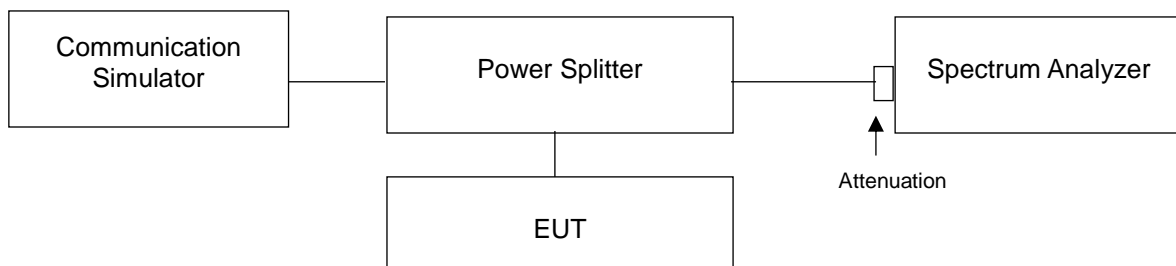 Communication
Simulator
Power Splitter
Spectrum Analyzer
Attenuation
EUT